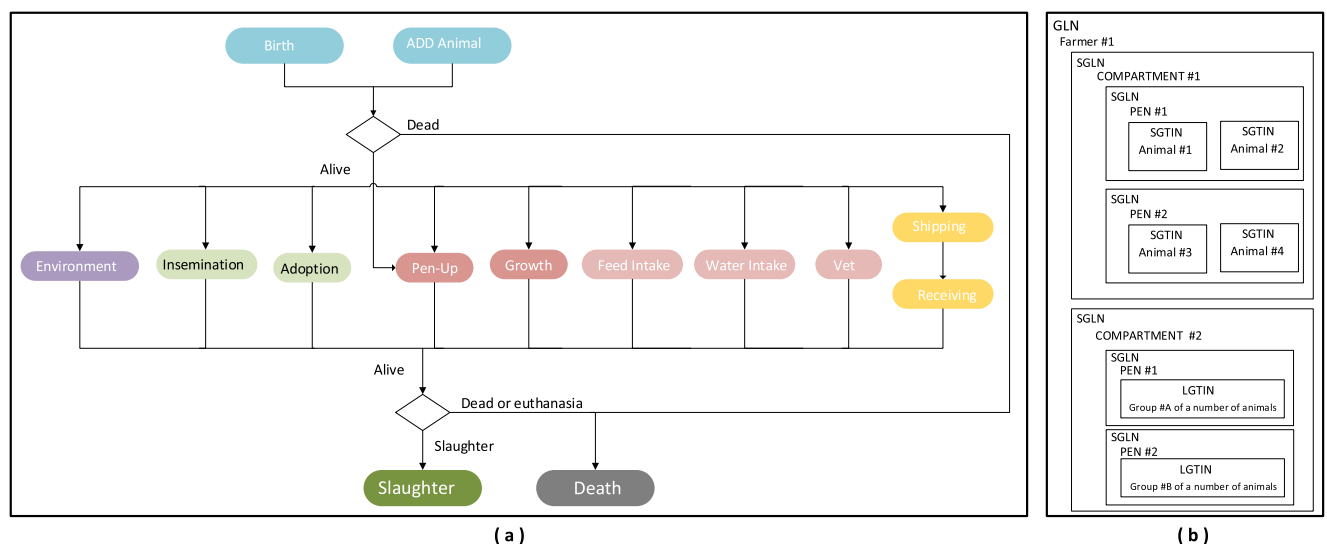 Birth
ADD Animal
Dead
Alive
Environment
Insemination
Adoption
Pen-Up
Growth
Feed Intake
Water Intake
Vet
Shipping
Receiving
Alive
Dead or euthanasia
Slaughter
Slaughter
Death
( a )
GLN
Farmer #1
SGLN
COMPARTMENT #1
SGLN
PEN #1
SGTIN
Animal #1
SGTIN
Animal #2
SGLN
PEN #2
SGTIN
Animal #3
SGTIN
Animal #4
SGLN
COMPARTMENT #2
SGLN
PEN #1
LGTIN
Group #A of a number of animals
SGLN
PEN #2
LGTIN
Group #B of a number of animals
( b )